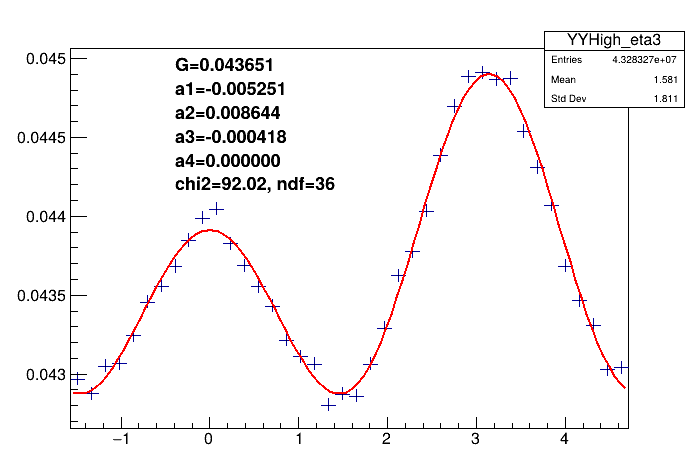 YYHigh_eta3
Entries 4.328327e+07
Mean 1.581
Std Dev 1.811
G=0.043651
a1=-0.005251
a2=0.008644
a3=-0.000418
a4=0.000000
chi2=92.02, ndf=36
0.045
0.0445
0.044
0.0435
0.043
−1 0 1 2 3 4